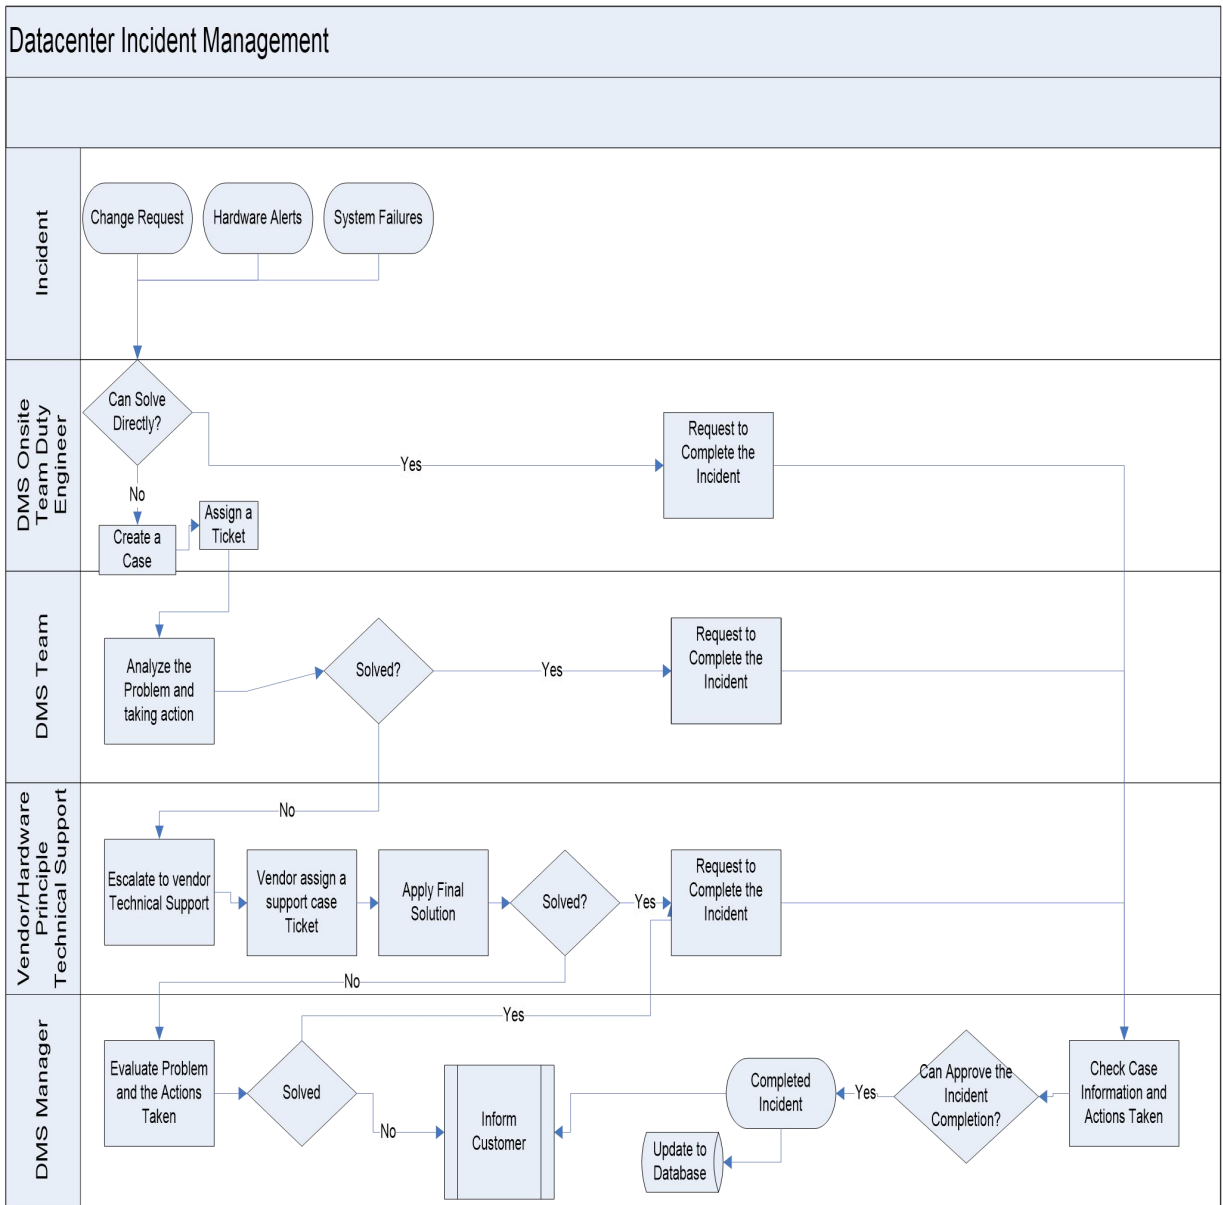 Datacenter Incident Management
Incident
Change Request
Hardware Alerts
System Failures
DMS Onsite
Team Duty
Engineer
Can Solve
Directly?
Yes
Request to
Complete the
Incident
No
Create a
Case
Assign a
Ticket
DMS Team
Analyze the
Problem and
taking action
Solved?
Yes
Request to
Complete the
Incident
No
Vendor/Hardware
Principle
Technical Support
Escalate to vendor
Technical Support
Vendor assign a
support case
Ticket
Apply Final
Solution
Solved?
Yes
Request to
Complete the
Incident
No
Yes
DMS Manager
Evaluate Problem
and the Actions
Taken
Solved
No
Inform
Customer
Completed
Incident
Update to
Database
Yes
Can Approve the
Incident
Completion?
Check Case
Information and
Actions Taken